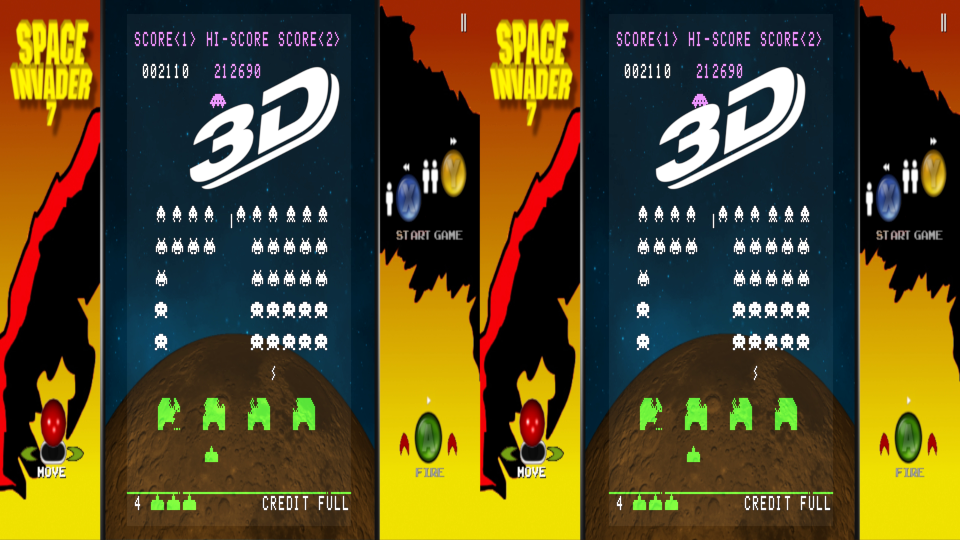 SPACE
INVADER
7
SCORE<1> HI-SCORE SCORE<2>
002110 212690
3D
X
Y
START GAME
A
FIRE
MOVE
4
CREDIT FULL
SPACE
INVADER
7
SCORE<1> HI-SCORE SCORE<2>
002110 212690
3D
X
Y
START GAME
A
FIRE
MOVE
4
CREDIT FULL